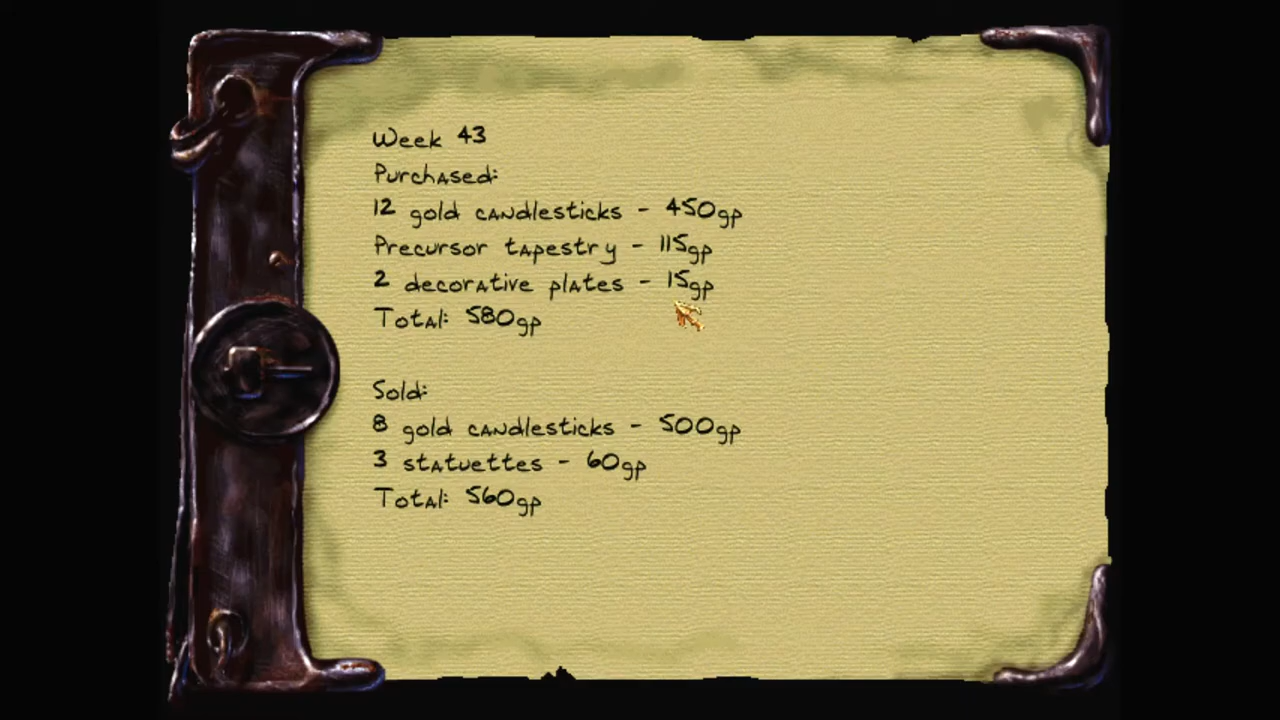 Week 43
Purchased:
12 gold candlesticks - 450gp
Precursor tapestry - 115gp
2 decorative plates - 15gp
Total: 580gp
Sold:
8 gold candlesticks - 500gp
3 statuettes - 60gp
Total: 560gp